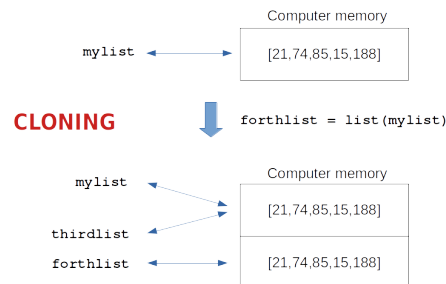 Computer memory
mylist
[21,74,85,15,188]
CLONING
forthlist = list(mylist)
Computer memory
mylist
[21,74,85,15,188]
thirdlist
forthlist
[21,74,85,15,188]